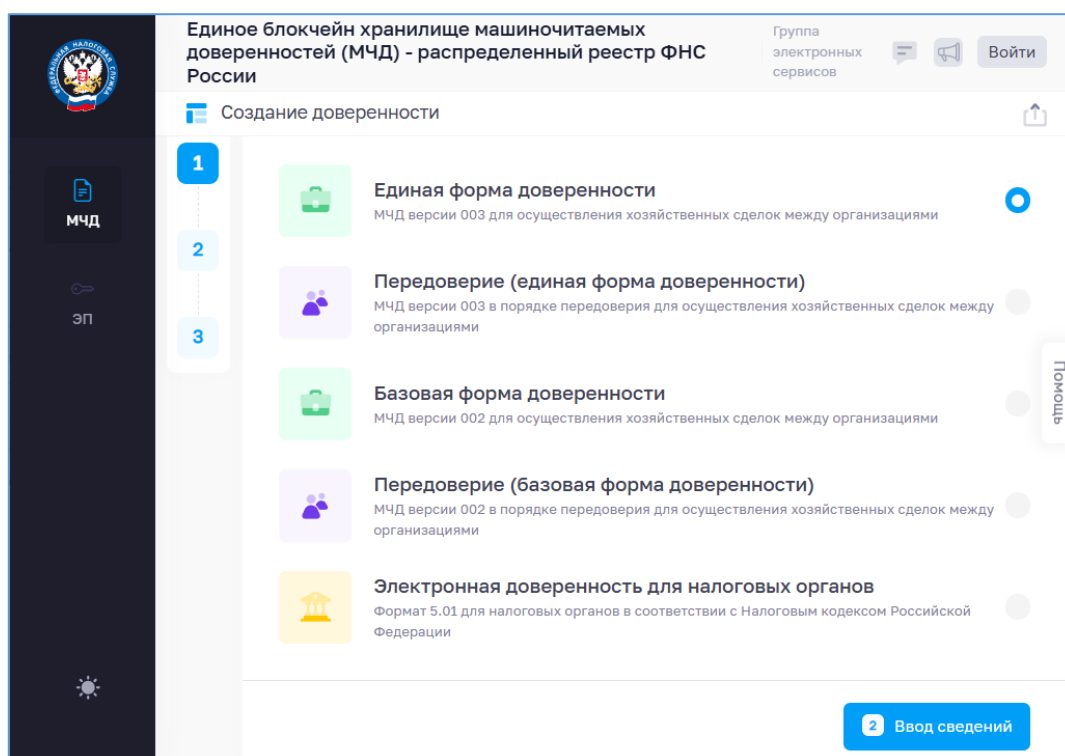 ФЕДЕРАЛЬНАЯ НАЛОГОВАЯ СЛУЖБА
Единое блокчейн хранилище машиночитаемых
доверенностей (МЧД) - распределенный реестр ФНС
России
Группа
электронных
сервисов
Войти
Создание доверенности
МЧД
ЭП
1
2
3
Единая форма доверенности
МЧД версии 003 для осуществления хозяйственных сделок между организациями
Передоверие (единая форма доверенности)
МЧД версии 003 в порядке передоверия для осуществления хозяйственных сделок между
организациями
Базовая форма доверенности
МЧД версии 002 для осуществления хозяйственных сделок между организациями
Передоверие (базовая форма доверенности)
МЧД версии 002 в порядке передоверия для осуществления хозяйственных сделок между
организациями
Электронная доверенность для налоговых органов
Формат 5.01 для налоговых органов в соответствии с Налоговым кодексом Российской
Федерации
Помощь
2 Ввод сведений